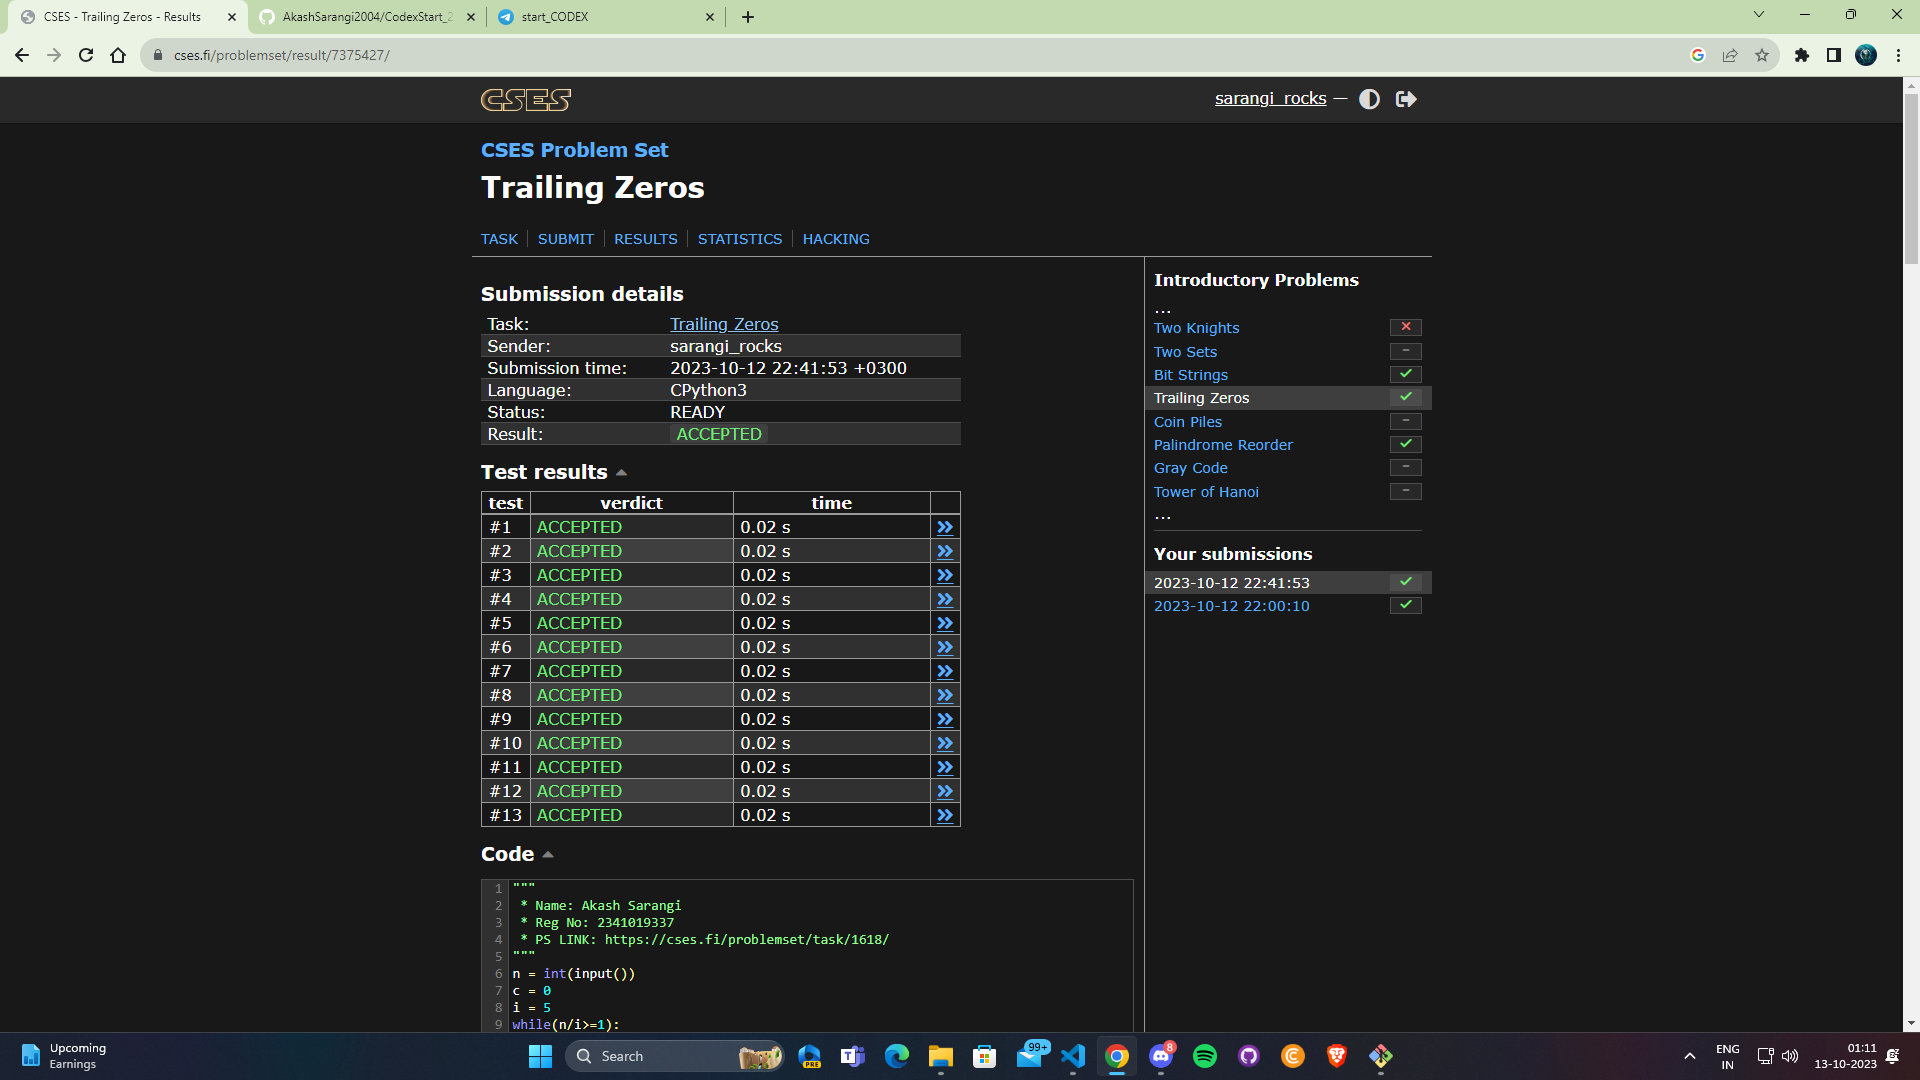 CSES - Trailing Zeros - Results
AkashSarangi2004/CodexStart_2
start_CODEX
cses.fi/problemset/result/7375427/
CSES
sarangi_rocks —
CSES Problem Set
Trailing Zeros
TASK | SUBMIT | RESULTS | STATISTICS | HACKING
Submission details
Task: Trailing Zeros
Sender: sarangi_rocks
Submission time: 2023-10-12 22:41:53 +0300
Language: CPython3
Status: READY
Result: ACCEPTED
Test results
test verdict time
#1 ACCEPTED 0.02 s »
#2 ACCEPTED 0.02 s »
#3 ACCEPTED 0.02 s »
#4 ACCEPTED 0.02 s »
#5 ACCEPTED 0.02 s »
#6 ACCEPTED 0.02 s »
#7 ACCEPTED 0.02 s »
#8 ACCEPTED 0.02 s »
#9 ACCEPTED 0.02 s »
#10 ACCEPTED 0.02 s »
#11 ACCEPTED 0.02 s »
#12 ACCEPTED 0.02 s »
#13 ACCEPTED 0.02 s »
Code
1 """
2 * Name: Akash Sarangi
3 * Reg No: 2341019337
4 * PS LINK: https://cses.fi/problemset/task/1618/
5 """
6 n = int(input())
7 c = 0
8 i = 5
9 while(n/i>=1):
Introductory Problems
...
Two Knights
Two Sets –
Bit Strings
Trailing Zeros
Coin Piles –
Palindrome Reorder
Gray Code –
Tower of Hanoi –
...
Your submissions
2023-10-12 22:41:53
2023-10-12 22:00:10
Upcoming
Earnings
Search
PRE
99+
8
ENG
IN
01:11
13-10-2023